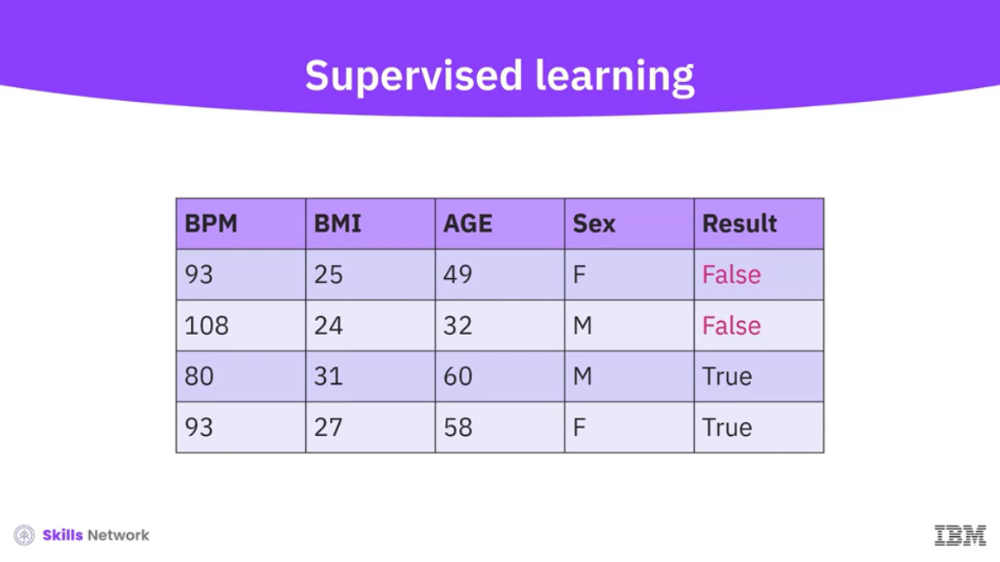 Supervised learning
BPM BMI AGE Sex Result
93 25 49 F False
108 24 32 M False
80 31 60 M True
93 27 58 F True
Skills Network
IBM